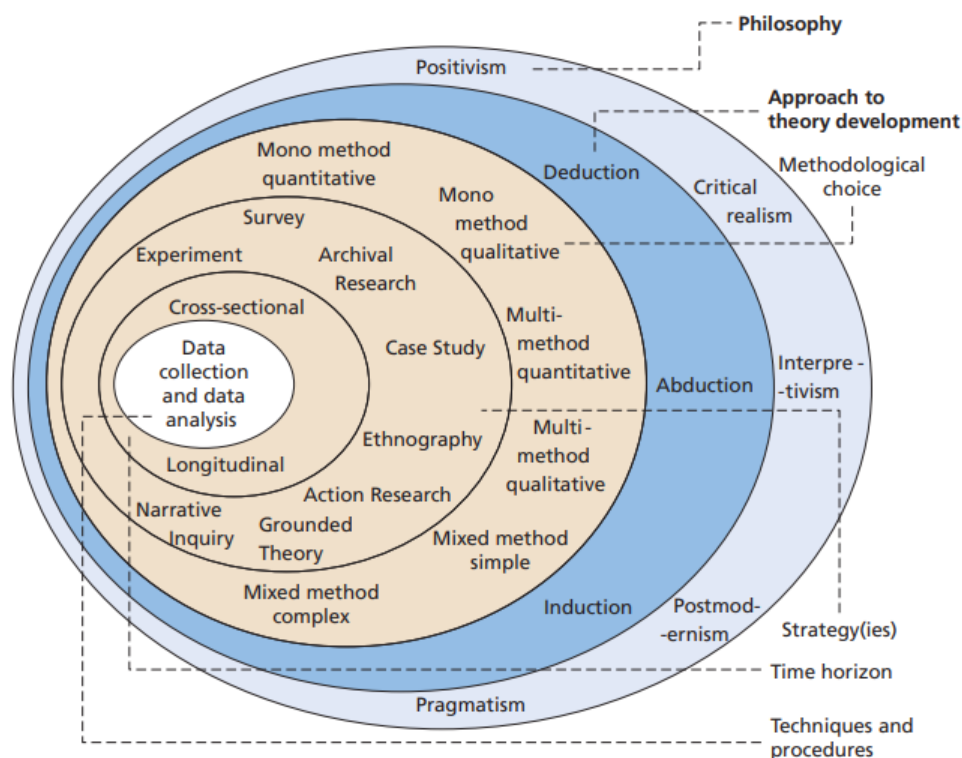 Philosophy
Positivism
Approach to
theory development
Mono method
quantitative
Deduction
Methodological
choice
Critical
realism
Mono
method
qualitative
Survey
Experiment
Archival
Research
Cross-sectional
Multi-
method
quantitative
Data
collection
and data
analysis
Case Study
Interpre -
-tivism
Abduction
Ethnography
Multi-
method
qualitative
Longitudinal
Action Research
Narrative
Inquiry
Grounded
Theory
Mixed method
simple
Mixed method
complex
Induction
Postmod-
-ernism
Strategy(ies)
Time horizon
Pragmatism
Techniques and
procedures